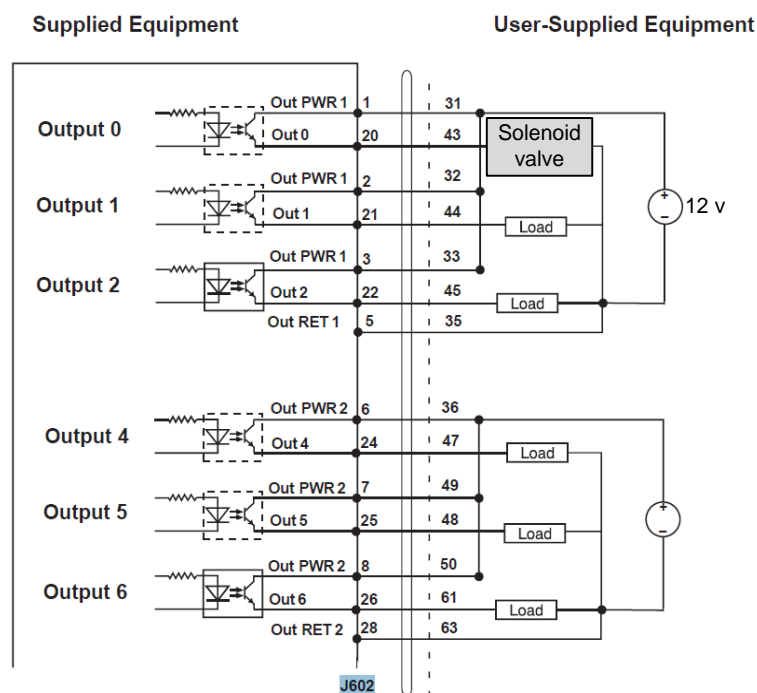 Supplied Equipment User-Supplied Equipment
Out PWR 1 1 31
Output 0 Out 0 20 43 Solenoid
valve
Out PWR 1 2 32
+
Output 1 Out 1 21 44 Load − 12 v
Out PWR 1 3 33
Output 2 Out 2 22 45 Load
Out RET 1 5 35
Out PWR 2 6 36
Output 4 Out 4 24 47 Load
Out PWR 2 7 49
+
Output 5 Out 5 25 48 Load −
Out PWR 2 8 50
Output 6 Out 6 26 61 Load
Out RET 2 28 63
J602